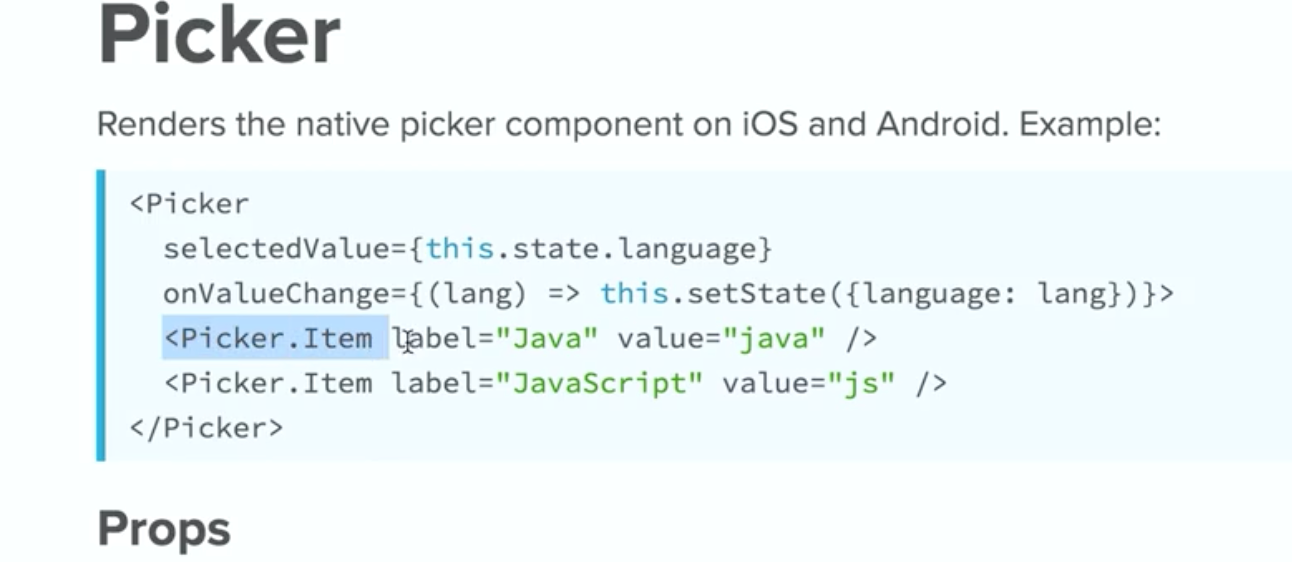 Picker
Renders the native picker component on iOS and Android. Example:
<Picker
  selectedValue={this.state.language}
  onValueChange={(lang) => this.setState({language: lang})}>
  <Picker.Item label="Java" value="java" />
  <Picker.Item label="JavaScript" value="js" />
</Picker>
Props